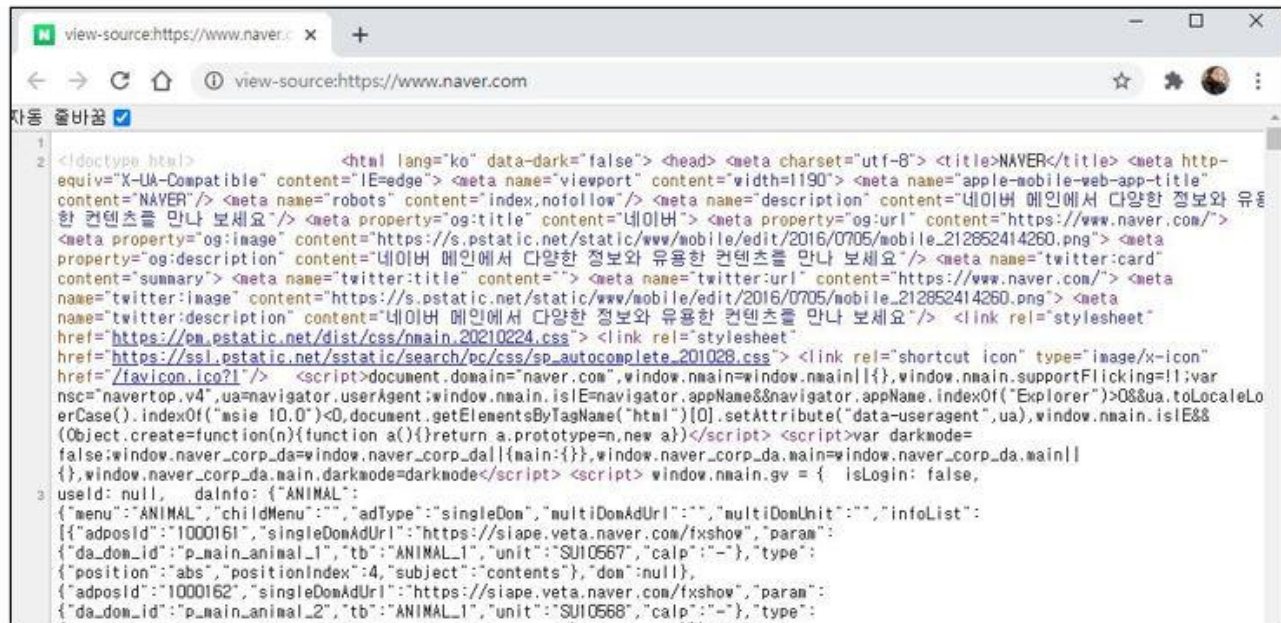 view-source:https://www.naver.c
view-source:https://www.naver.com
자동 줄바꿈
1
2 <!doctype html> <html lang="ko" data-dark="false"> <head> <meta charset="utf-8"> <title>NAVER</title> <meta http-
equiv="X-UA-Compatible" content="IE=edge"> <meta name="viewport" content="width=1190"> <meta name="apple-mobile-web-app-title"
content="NAVER"/> <meta name="robots" content="index,nofollow"/> <meta name="description" content="네이버 메인에서 다양한 정보와 유용
한 컨텐츠를 만나 보세요"/> <meta property="og:title" content="네이버"> <meta property="og:url" content="https://www.naver.com/">
<meta property="og:image" content="https://s.pstatic.net/static/www/mobile/edit/2016/0705/mobile_212852414260.png"> <meta
property="og:description" content="네이버 메인에서 다양한 정보와 유용한 컨텐츠를 만나 보세요"/> <meta name="twitter:card"
content="summary"> <meta name="twitter:title" content=""> <meta name="twitter:url" content="https://www.naver.com/"> <meta
name="twitter:image" content="https://s.pstatic.net/static/www/mobile/edit/2016/0705/mobile_212852414260.png"> <meta
name="twitter:description" content="네이버 메인에서 다양한 정보와 유용한 컨텐츠를 만나 보세요"/> <link rel="stylesheet"
href="https://pm.pstatic.net/dist/css/nmain.20210224.css"> <link rel="stylesheet"
href="https://ssl.pstatic.net/sstatic/search/pc/css/sp_autocomplete_201028.css"> <link rel="shortcut icon" type="image/x-icon"
href="/favicon.ico?1"/> <script>document.domain="naver.com",window.nmain=window.nmain||{},window.nmain.supportFlicking=!1;var
nsc="navertop.v4",ua=navigator.userAgent;window.nmain.isIE=navigator.appName&&navigator.appName.indexOf("Explorer")>0&&ua.toLocaleLo
erCase().indexOf("msie 10.0")<0,document.getElementsByTagName("html")[0].setAttribute("data-useragent",ua),window.nmain.isIE&&
(Object.create=function(n){function a(){}return a.prototype=n,new a})</script> <script>var darkmode=
false;window.naver_corp_da=window.naver_corp_da||{main:{}},window.naver_corp_da.main=window.naver_corp_da.main||
{},window.naver_corp_da.main.darkmode=darkmode</script> <script> window.nmain.gv = { isLogin: false,
3 useId: null, daInfo: {"ANIMAL":
{"menu":"ANIMAL","childMenu":"","adType":"singleDom","multiDomAdUrl":"","multiDomUnit":"","infoList":
[{"adposId":"1000161","singleDomAdUrl":"https://siape.veta.naver.com/fxshow","param":
{"da_dom_id":"p_main_animal_1","tb":"ANIMAL_1","unit":"SU10567","calp":"-"},"type":
{"position":"abs","positionIndex":4,"subject":"contents"},"dom":null},
{"adposId":"1000162","singleDomAdUrl":"https://siape.veta.naver.com/fxshow","param":
{"da_dom_id":"p_main_animal_2","tb":"ANIMAL_1","unit":"SU10568","calp":"-"},"type":